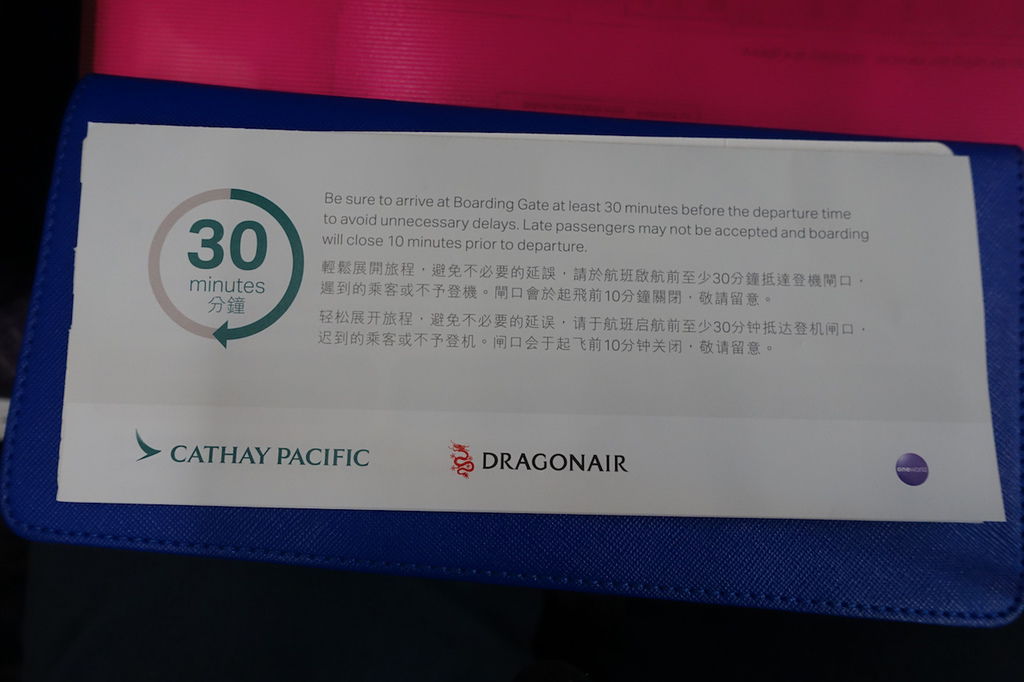 30
minutes
分鐘
Be sure to arrive at Boarding Gate at least 30 minutes before the departure time
to avoid unnecessary delays. Late passengers may not be accepted and boarding
will close 10 minutes prior to departure.
輕鬆展開旅程，避免不必要的延誤，請於航班啟航前至少30分鐘抵達登機閘口，
遲到的乘客或不予登機。閘口會於起飛前10分鐘關閉，敬請留意。
轻松展开旅程，避免不必要的延误，请于航班启航前至少30分钟抵达登机闸口，
迟到的乘客或不予登机。闸口会于起飞前10分钟关闭，敬请留意。
CATHAY PACIFIC
DRAGONAIR
oneworld